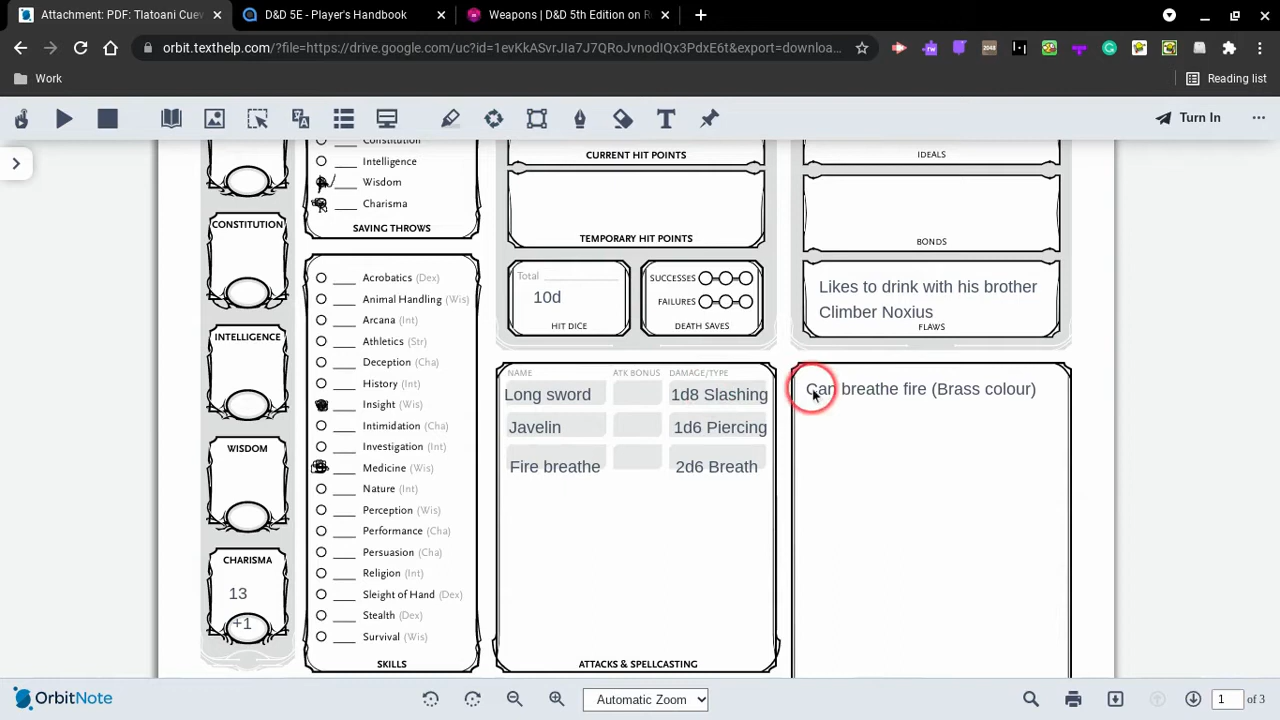 Attachment: PDF: Tlatoani Cuev
D&D 5E - Player's Handbook
Weapons | D&D 5th Edition on R
orbit.texthelp.com/?file=https://drive.google.com/uc?id=1evKkASvrJIa7J7QRoJvnodIQx3PdxE6t&export=downloa...
Work
Reading list
Turn In
Constitution
Intelligence
Wisdom
Charisma
SAVING THROWS
CURRENT HIT POINTS
TEMPORARY HIT POINTS
Total
10d
HIT DICE
SUCCESSES
FAILURES
DEATH SAVES
IDEALS
BONDS
Likes to drink with his brother
Climber Noxius
FLAWS
CONSTITUTION
INTELLIGENCE
WISDOM
CHARISMA
13
+1
Acrobatics (Dex)
Animal Handling (Wis)
Arcana (Int)
Athletics (Str)
Deception (Cha)
History (Int)
Insight (Wis)
Intimidation (Cha)
Investigation (Int)
Medicine (Wis)
Nature (Int)
Perception (Wis)
Performance (Cha)
Persuasion (Cha)
Religion (Int)
Sleight of Hand (Dex)
Stealth (Dex)
Survival (Wis)
SKILLS
NAME ATK BONUS DAMAGE/TYPE
Long sword 1d8 Slashing
Javelin 1d6 Piercing
Fire breathe 2d6 Breath
ATTACKS & SPELLCASTING
Can breathe fire (Brass colour)
OrbitNote
Automatic Zoom
1 of 3